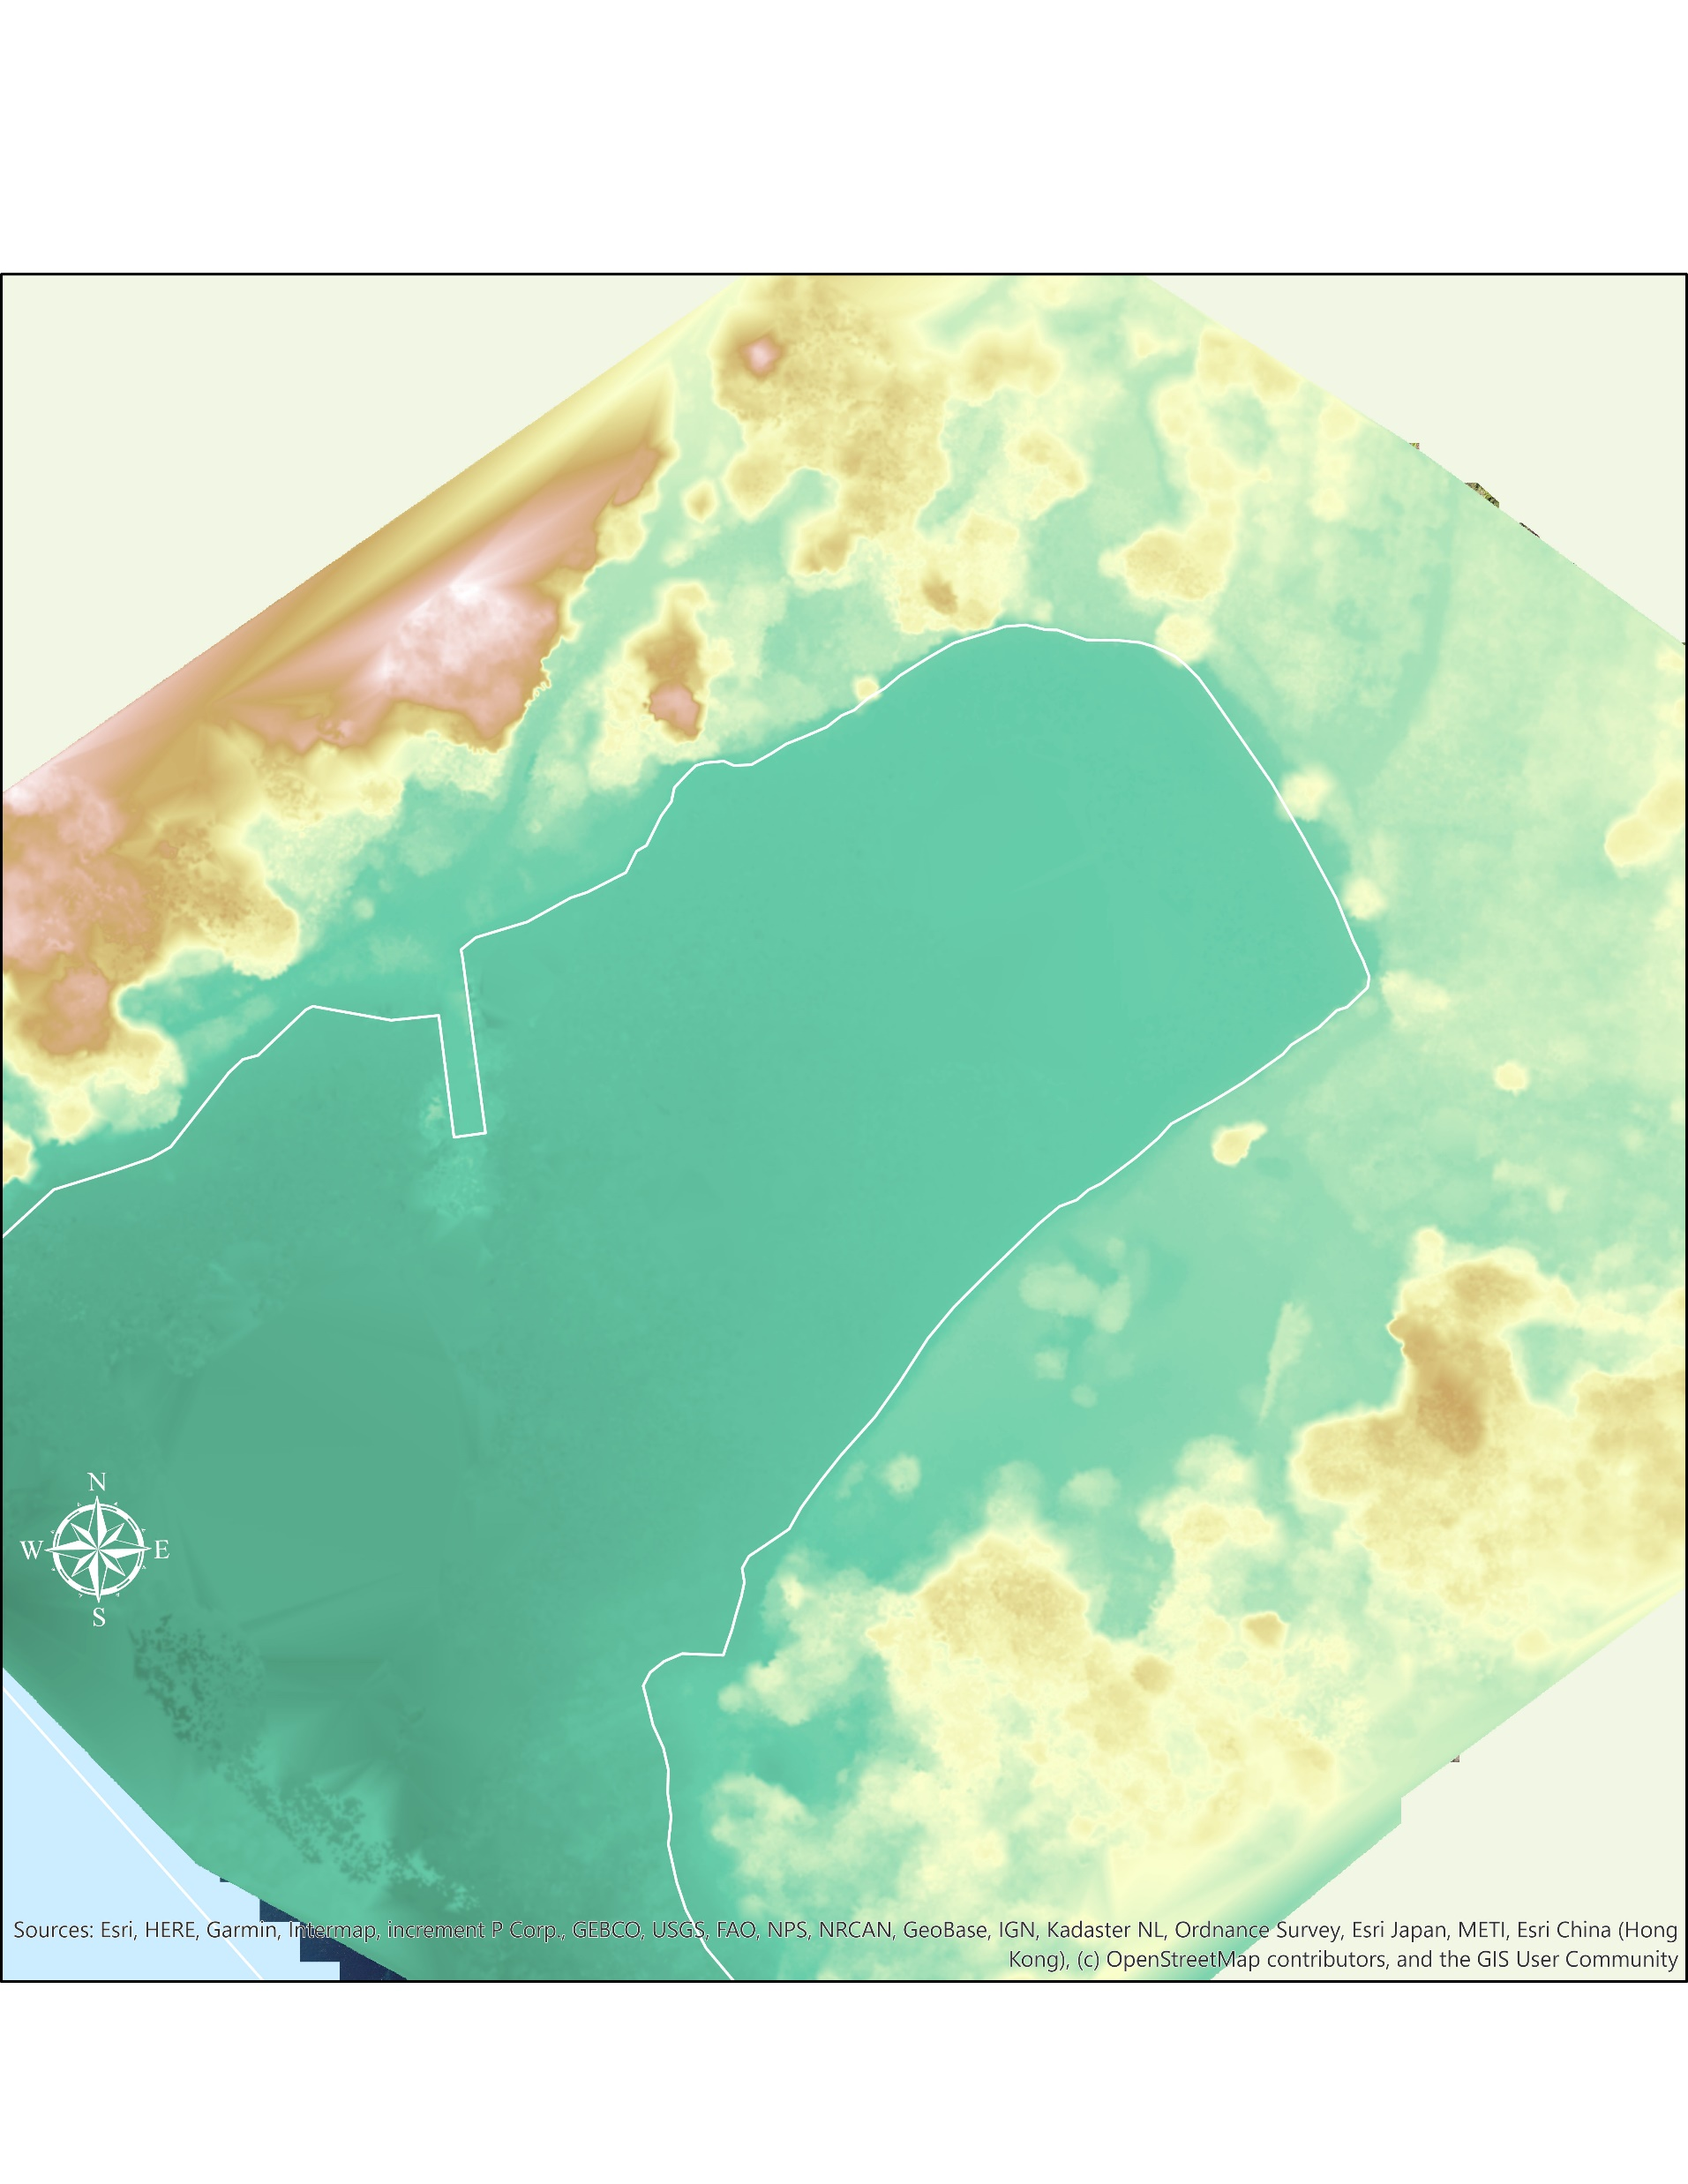 N
W E
S
Sources: Esri, HERE, Garmin, Intermap, increment P Corp., GEBCO, USGS, FAO, NPS, NRCAN, GeoBase, IGN, Kadaster NL, Ordnance Survey, Esri Japan, METI, Esri China (Hong
Kong), (c) OpenStreetMap contributors, and the GIS User Community